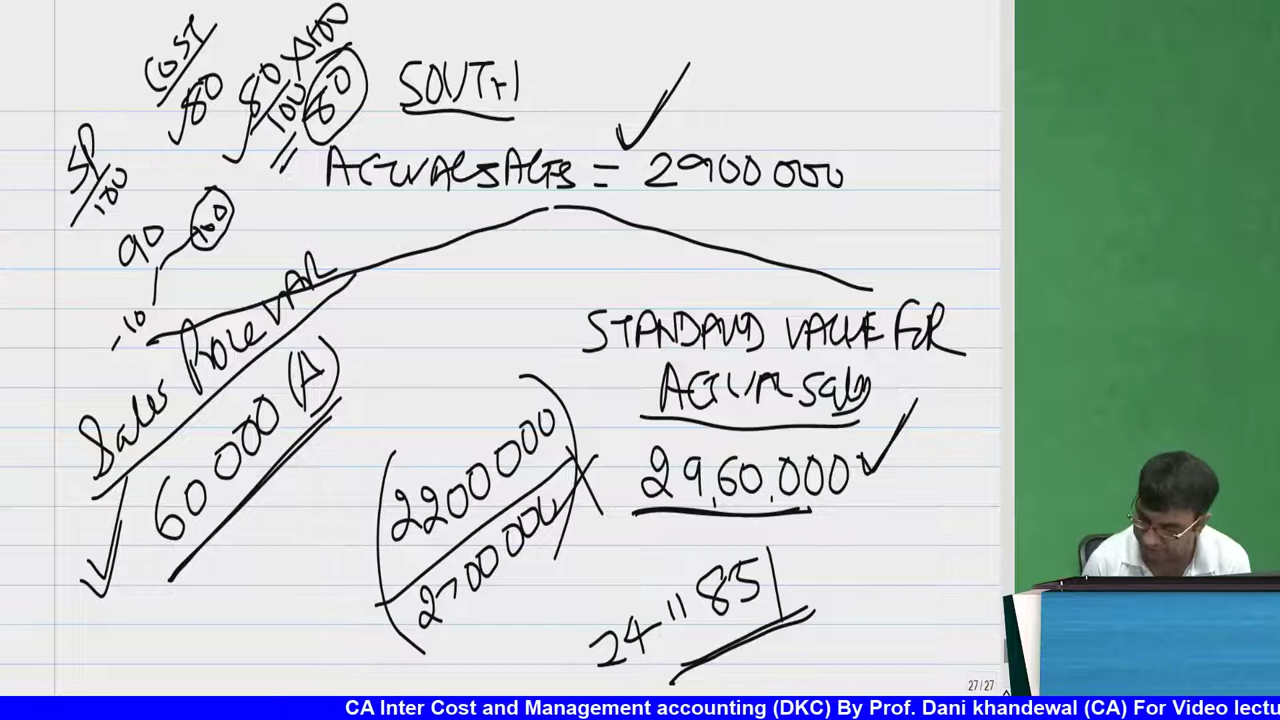 COST
80
80/100 × 100
= 80
SP/100
90 100
-10
SOUTH
ACTUAL SALES = 2900000
Sales Price VAR
60000 (A)
STANDARD VALUE FOR
ACTUAL Sales
29,60,000
(2200000
2700000) ×
24 " 85
27/27
CA Inter Cost and Management accounting (DKC) By Prof. Dani khandewal (CA) For Video lectu